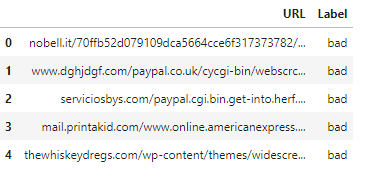 URL Label
0 nobell.it/70ffb52d079109dca5664cce6f317373782/... bad
1 www.dghjdgf.com/paypal.co.uk/cycgi-bin/webscrc... bad
2 serviciosbys.com/paypal.cgi.bin.get-into.herf.... bad
3 mail.printakid.com/www.online.americanexpress.... bad
4 thewhiskeydregs.com/wp-content/themes/widescre... bad